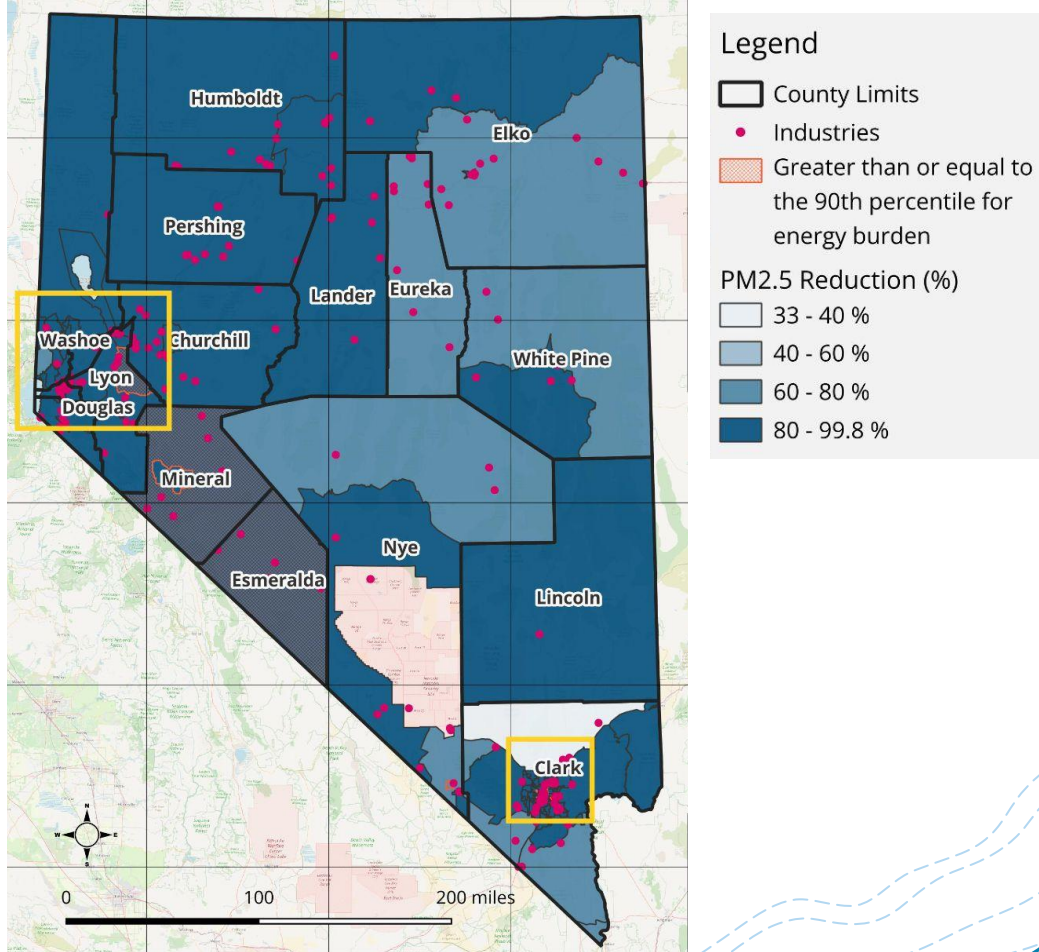 Humboldt
Elko
Pershing
Lander
Eureka
Washoe
Churchill
White Pine
Lyon
Douglas
Mineral
Nye
Esmeralda
Lincoln
Clark
N
W
E
S
0
100
200 miles
Legend
County Limits
Industries
Greater than or equal to
the 90th percentile for
energy burden
PM2.5 Reduction (%)
33 - 40 %
40 - 60 %
60 - 80 %
80 - 99.8 %